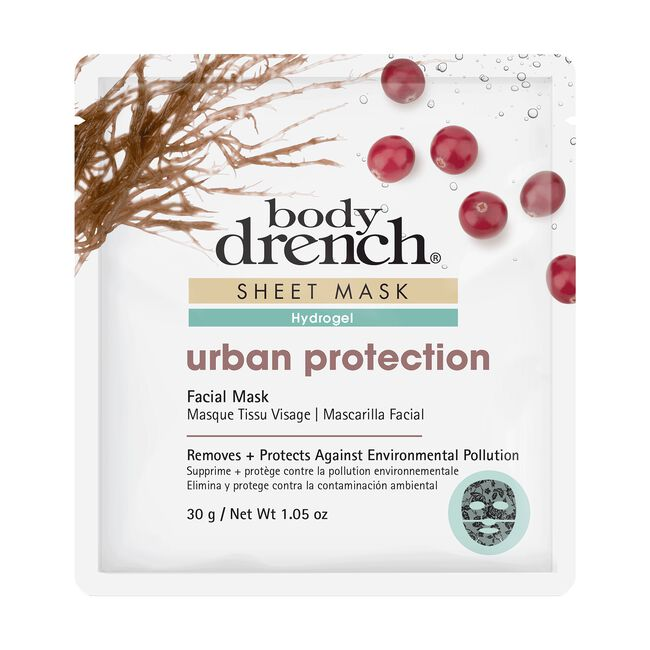 body
drench®
SHEET MASK
Hydrogel
urban protection
Facial Mask
Masque Tissu Visage | Mascarilla Facial
Removes + Protects Against Environmental Pollution
Supprime + protège contre la pollution environnementale
Elimina y protege contra la contaminación ambiental
30 g / Net Wt 1.05 oz